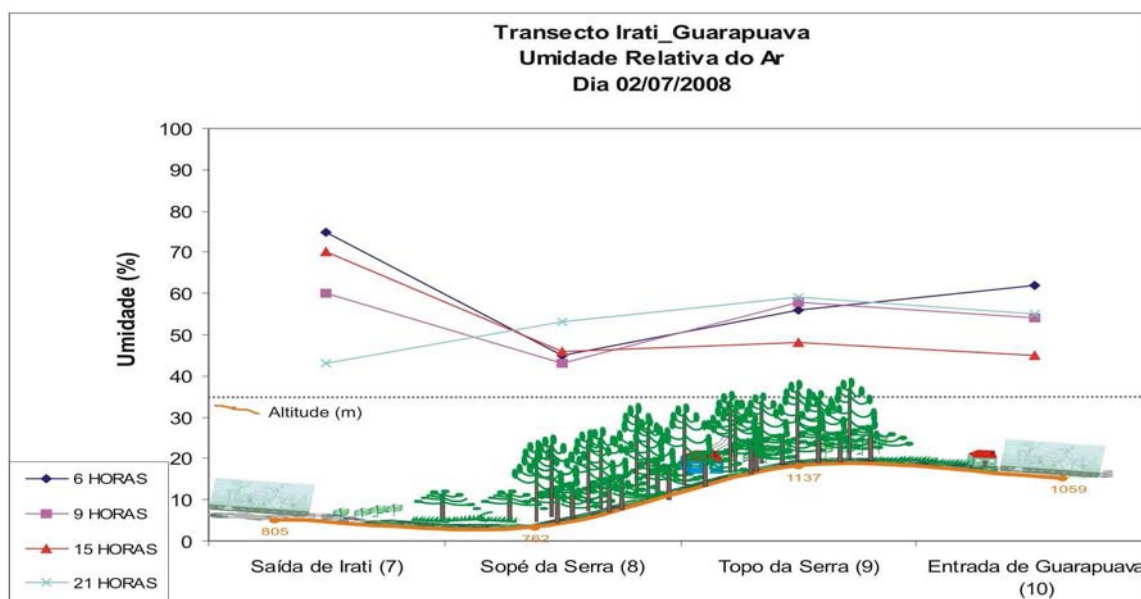 Transecto Irati_Guarapuava
Umidade Relativa do Ar
Dia 02/07/2008
Umidade (%)
100
90
80
70
60
50
40
30
20
10
0
Altitude (m)
805
762
1137
1059
Saída de Irati (7)
Sopé da Serra (8)
Topo da Serra (9)
Entrada de Guarapuava
(10)
6 HORAS
9 HORAS
15 HORAS
21 HORAS